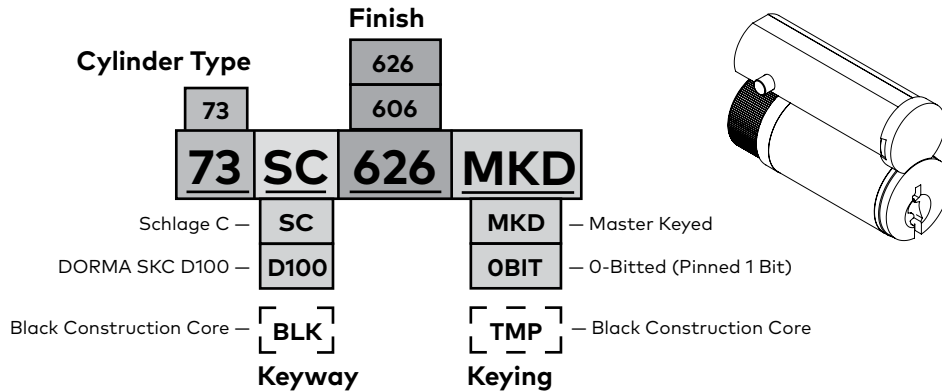 Finish
626
Cylinder Type
606
73
73 SC 626 MKD
Schlage C — SC
MKD — Master Keyed
DORMA SKC D100 — D100
0BIT — 0-Bitted (Pinned 1 Bit)
Black Construction Core — BLK
TMP — Black Construction Core
Keyway
Keying